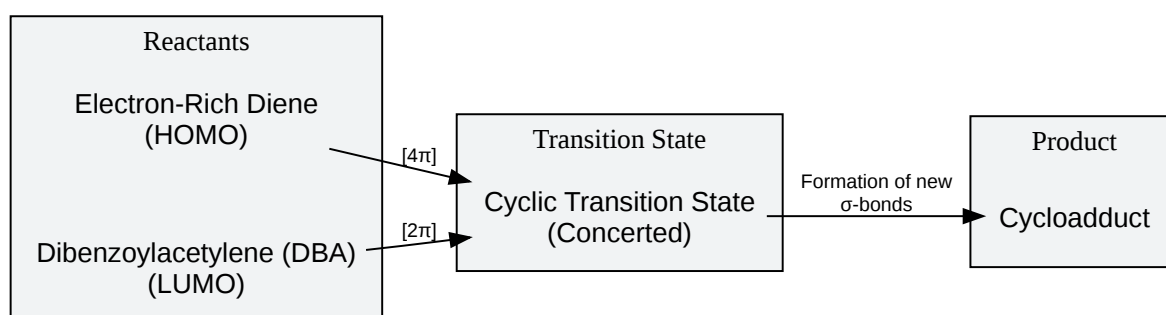 Reactants
Electron-Rich Diene
(HOMO)
Dibenzoylacetylene (DBA)
(LUMO)
[4π]
[2π]
Transition State
Cyclic Transition State
(Concerted)
Formation of new
σ-bonds
Product
Cycloadduct